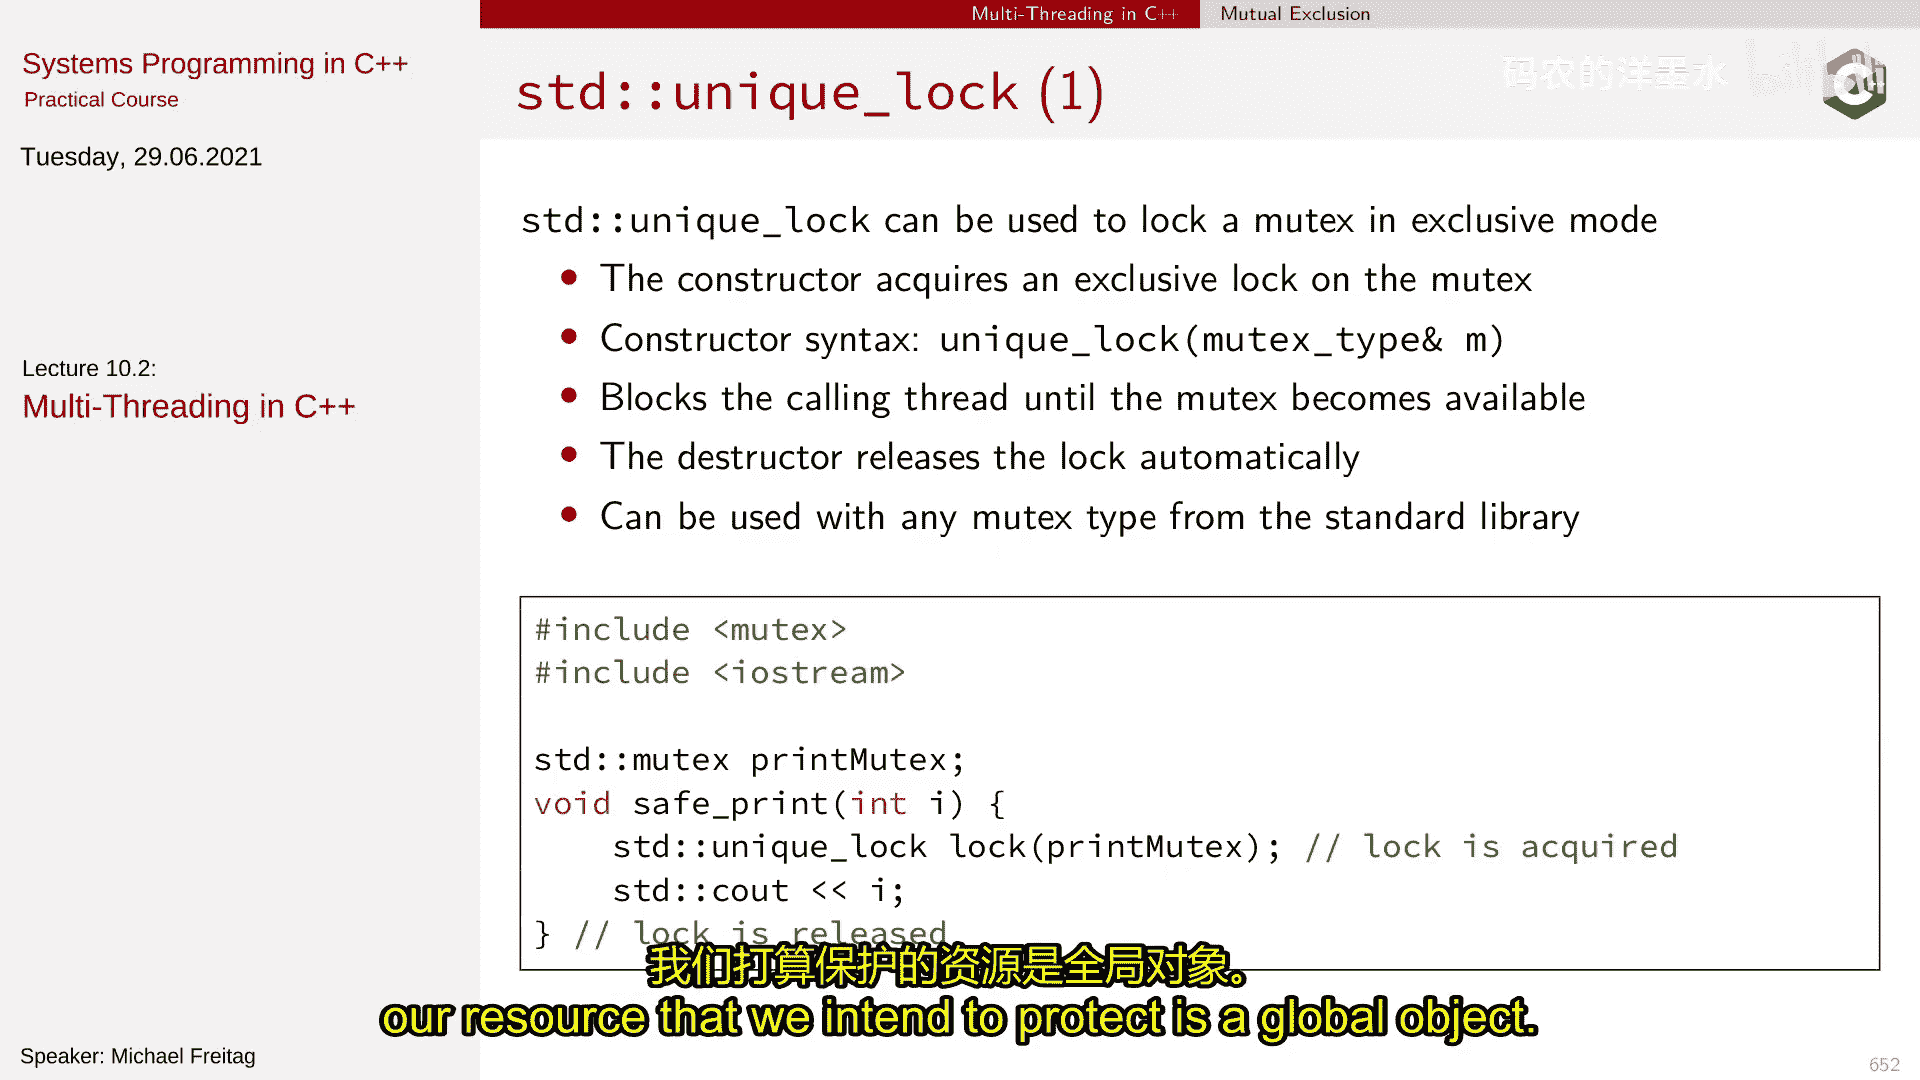 Multi-Threading in C++ Mutual Exclusion
Systems Programming in C++
Practical Course
Tuesday, 29.06.2021
Lecture 10.2:
Multi-Threading in C++
Speaker: Michael Freitag
std::unique_lock (1)
码农的洋墨水
std::unique_lock can be used to lock a mutex in exclusive mode
• The constructor acquires an exclusive lock on the mutex
• Constructor syntax: unique_lock(mutex_type& m)
• Blocks the calling thread until the mutex becomes available
• The destructor releases the lock automatically
• Can be used with any mutex type from the standard library
#include <mutex>
#include <iostream>
std::mutex printMutex;
void safe_print(int i) {
std::unique_lock lock(printMutex); // lock is acquired
std::cout << i;
} // lock is released
我们打算保护的资源是全局对象。
our resource that we intend to protect is a global object.
652